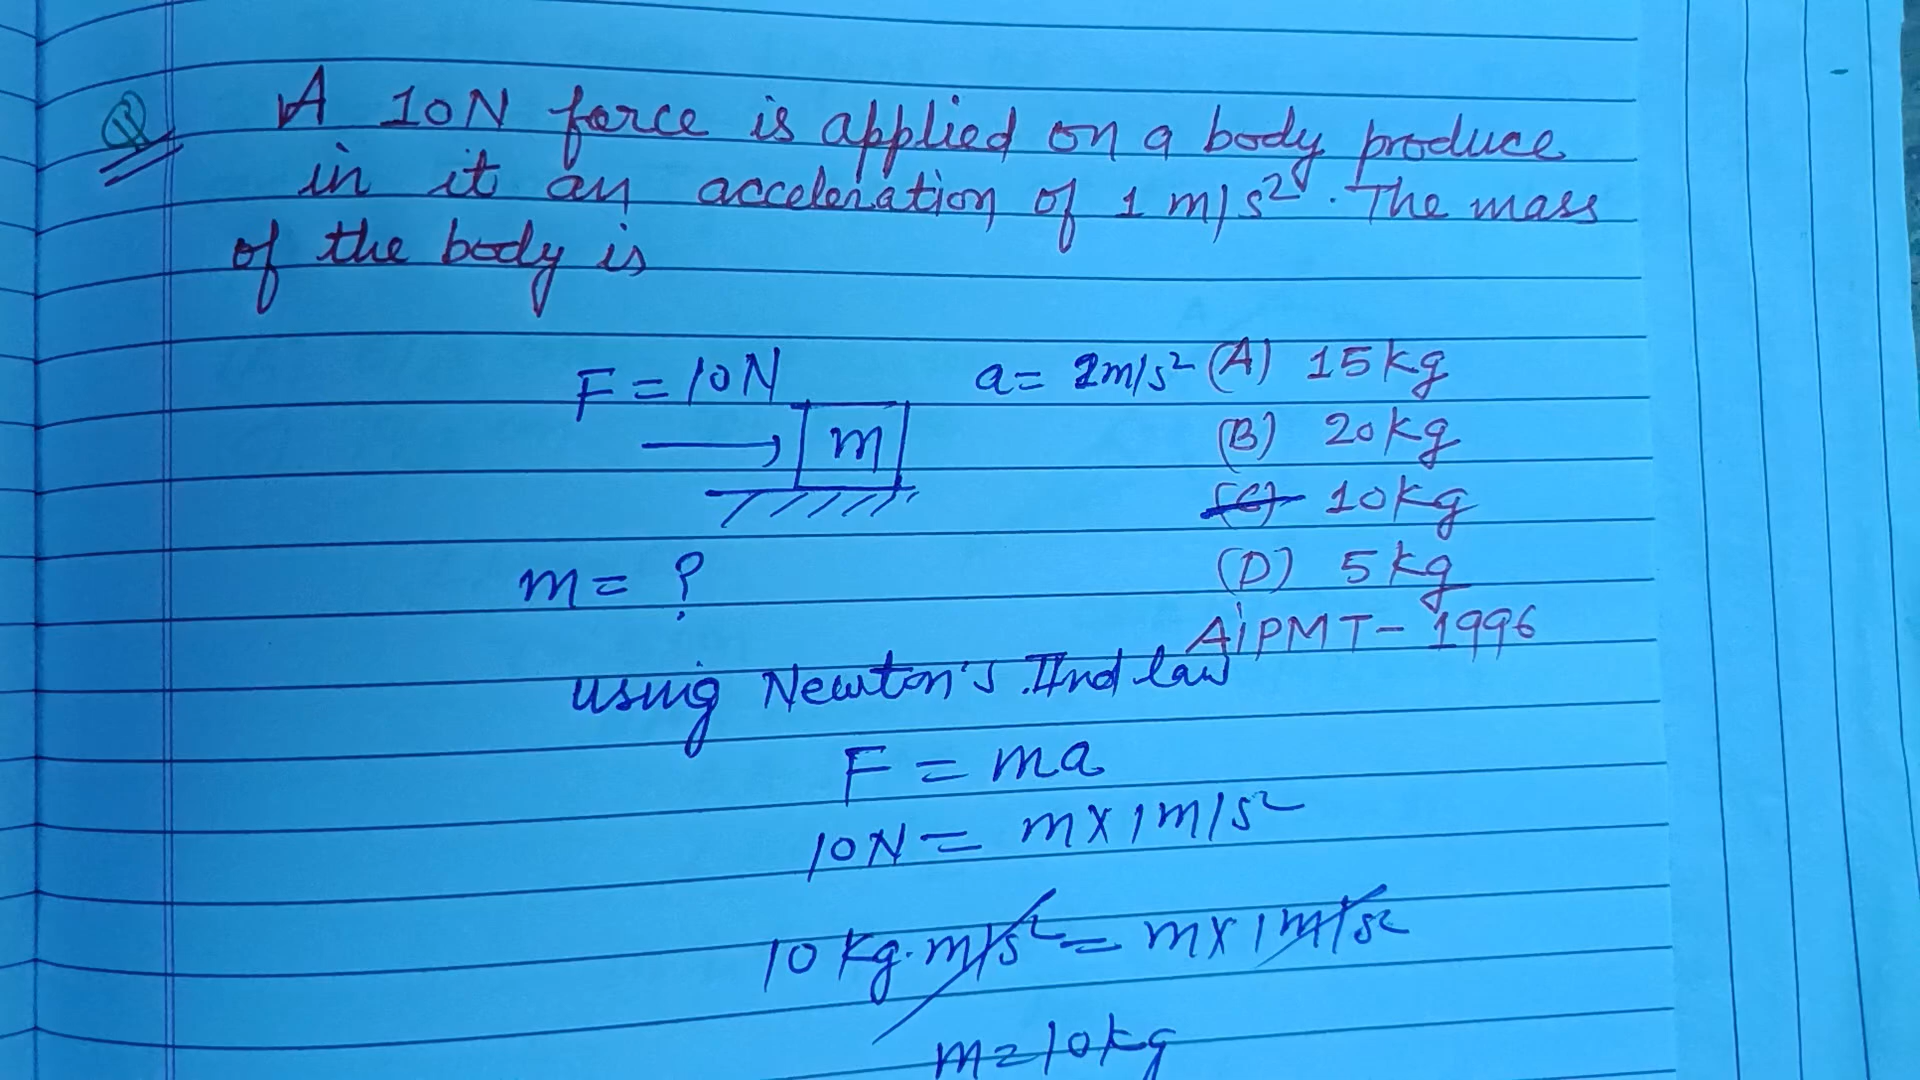 Q
A 10N force is applied on a body produce
in it an acceleration of 1 m/s². The mass
of the body is
F = 10N
a = 1m/s²
(A) 15kg
m
(B) 20kg
(C) 10kg
m = ?
(D) 5kg
AiPMT- 1996
using Newton's IInd law
F = ma
10N = m x 1m/s²
10 kg.m/s² = m x 1 m/s²
m=10kg